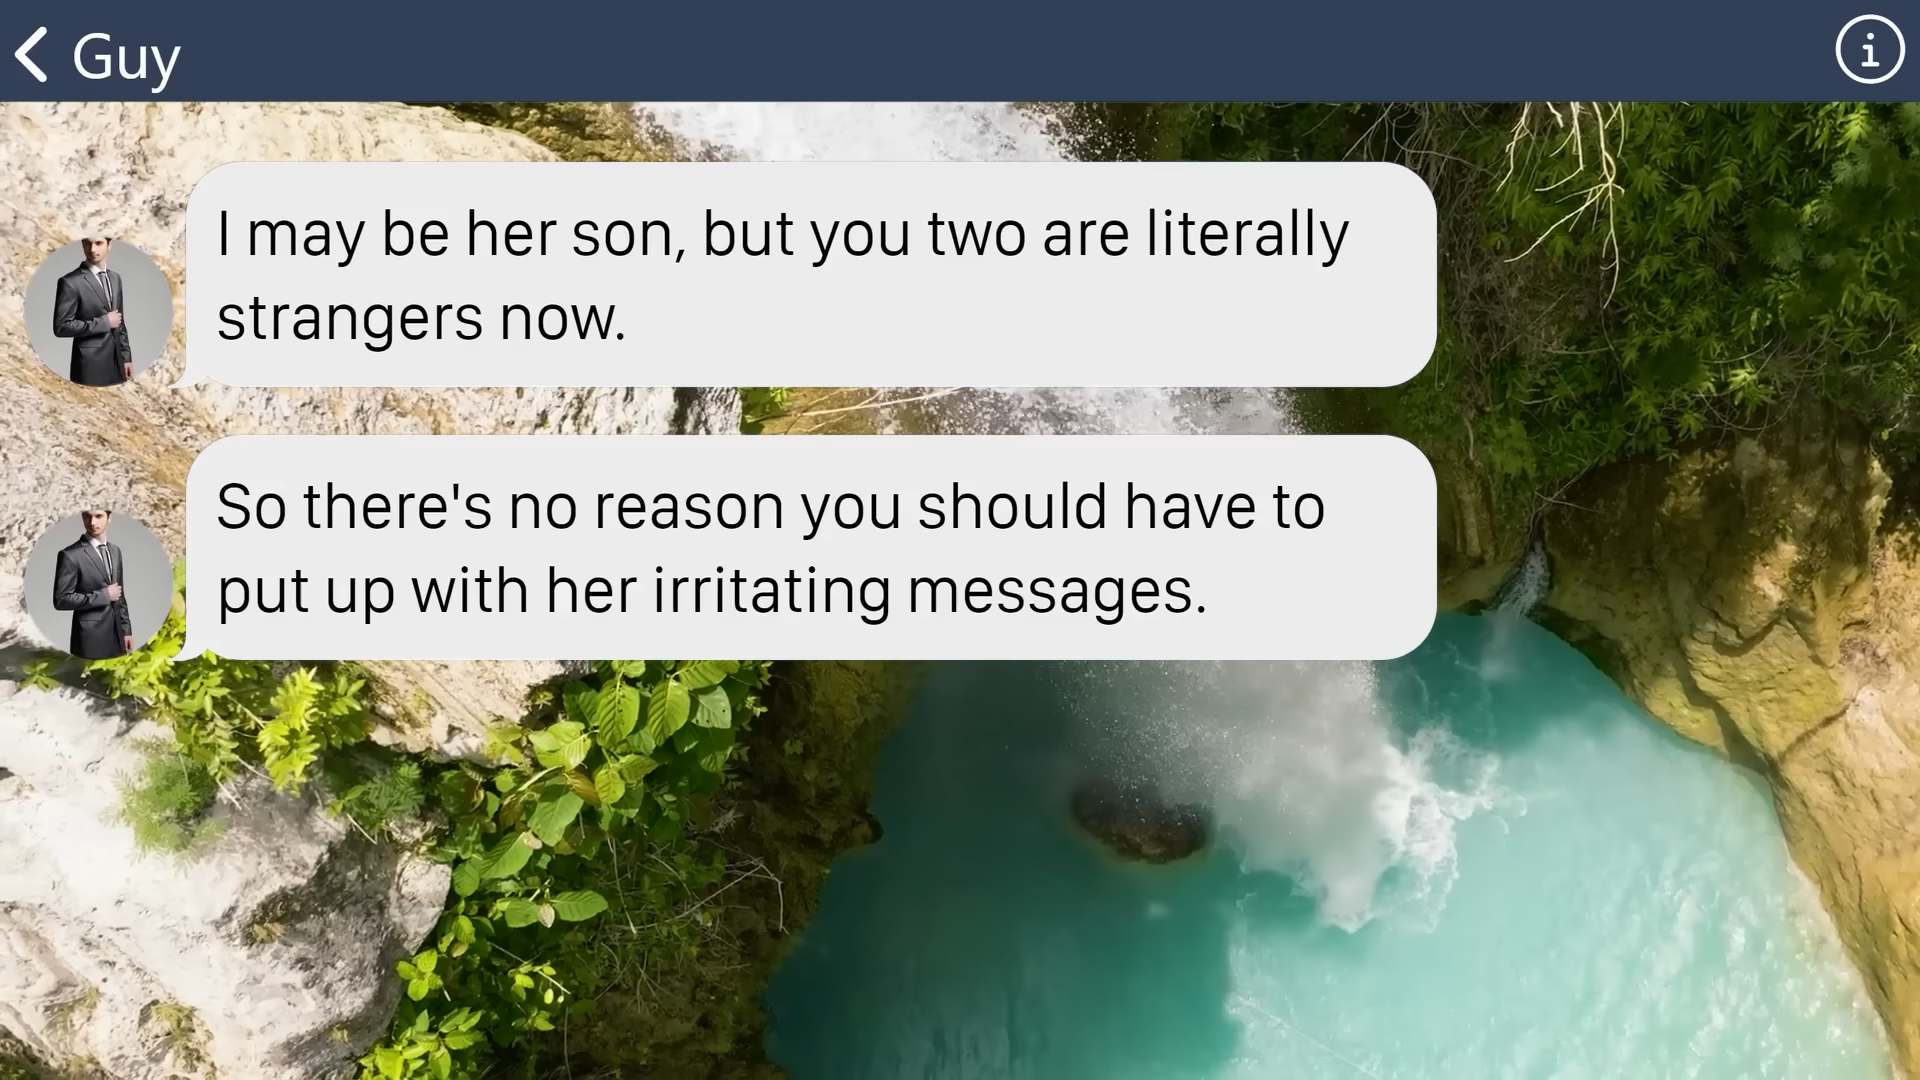 Guy
I may be her son, but you two are literally
strangers now.
So there's no reason you should have to
put up with her irritating messages.